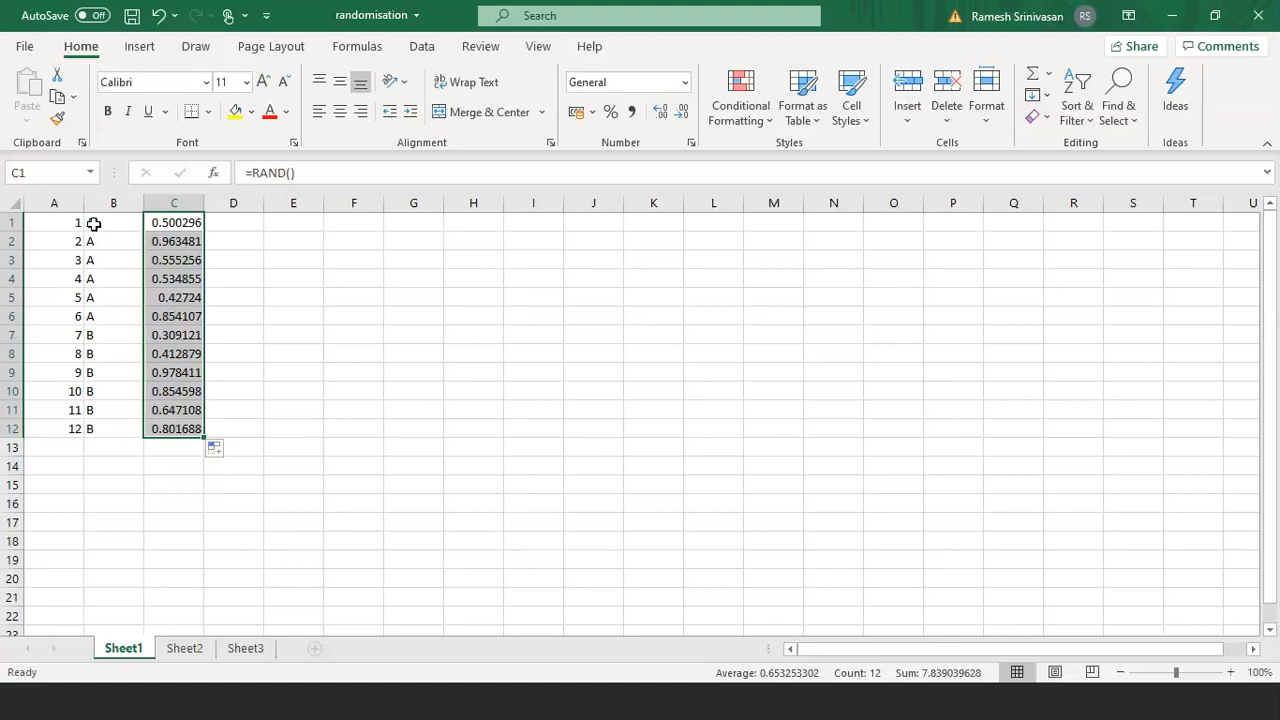 AutoSave Off randomisation Search Ramesh Srinivasan RS
File Home Insert Draw Page Layout Formulas Data Review View Help Share Comments
Paste Calibri 11 A A Wrap Text General Conditional Formatting Format as Table Cell Styles Insert Delete Format Sort & Filter Find & Select Ideas
B I U A Merge & Center % ,
Clipboard Font Alignment Number Styles Cells Editing Ideas
C1 fx =RAND()
A B C D E F G H I J K L M N O P Q R S T U
1 1 0.500296
2 2 A 0.963481
3 3 A 0.555256
4 4 A 0.534855
5 5 A 0.42724
6 6 A 0.854107
7 7 B 0.309121
8 8 B 0.412879
9 9 B 0.978411
10 10 B 0.854598
11 11 B 0.647108
12 12 B 0.801688
13
14
15
16
17
18
19
20
21
22
23
Sheet1 Sheet2 Sheet3
Ready Average: 0.653253302 Count: 12 Sum: 7.839039628 100%